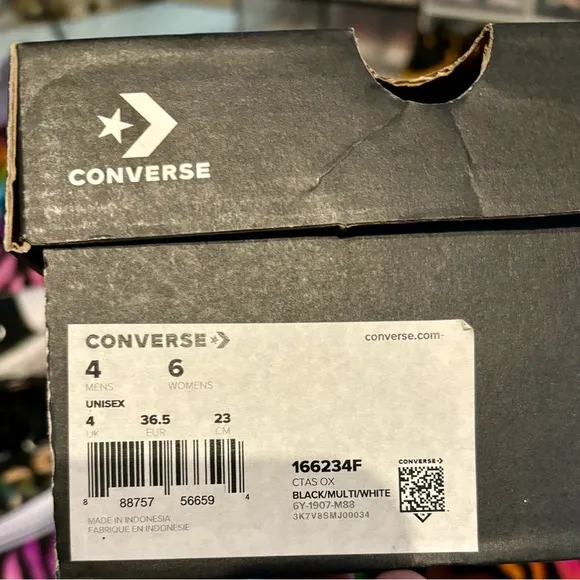 CONVERSE
CONVERSE
converse.com
4 6
MENS WOMENS
UNISEX
4 36.5 23
UK EUR CM
8 88757 56659 4
MADE IN INDONESIA
FABRIQUE EN INDONESIE
166234F
CTAS OX
BLACK/MULTI/WHITE
6Y-1907-M88
3K7V8SMJ00034
CONVERSE